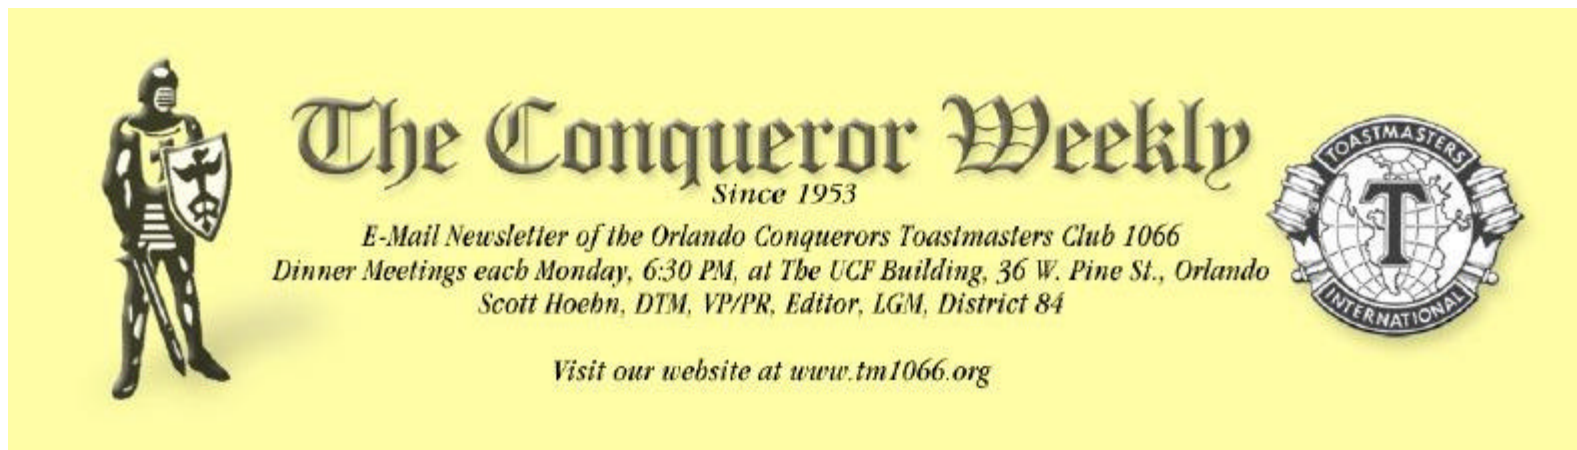 The Conqueror Weekly
Since 1953
E-Mail Newsletter of the Orlando Conquerors Toastmasters Club 1066
Dinner Meetings each Monday, 6:30 PM, at The UCF Building, 36 W. Pine St., Orlando
Scott Hoehn, DTM, VP/PR, Editor, LGM, District 84
Visit our website at www.tm1066.org
TOASTMASTERS
T
INTERNATIONAL